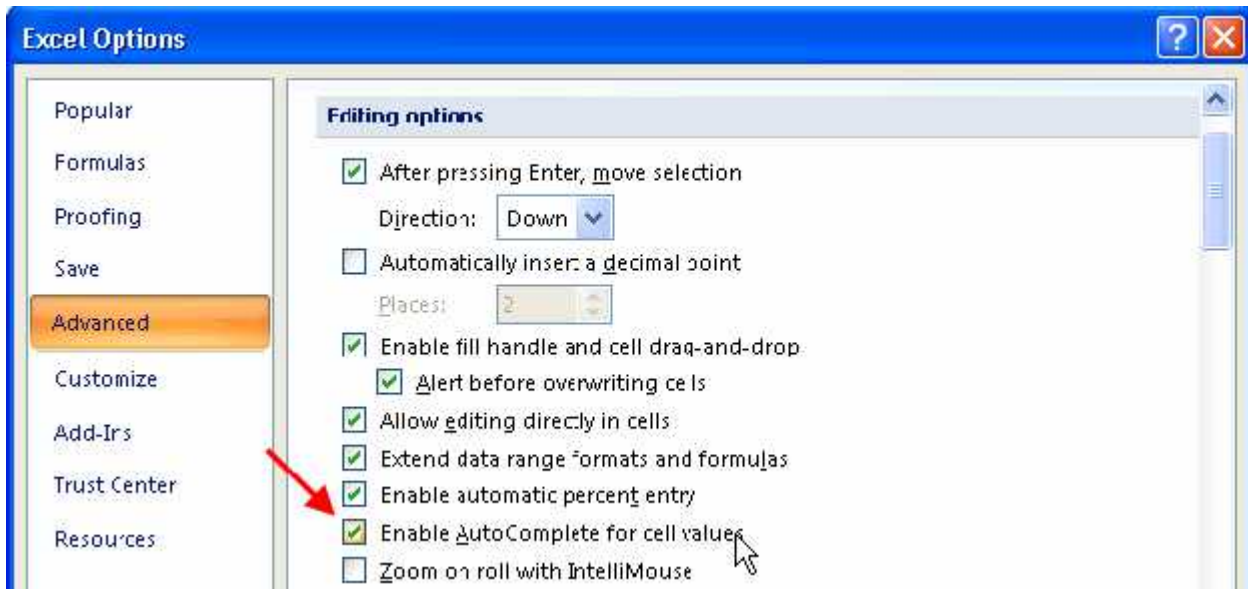 Excel Options
?
Popular
Formulas
Proofing
Save
Advanced
Customize
Add-Ins
Trust Center
Resources
Editing options
After pressing Enter, move selection
Direction: Down
Automatically insert a decimal point
Places: 2
Enable fill handle and cell drag-and-drop
Alert before overwriting cells
Allow editing directly in cells
Extend data range formats and formulas
Enable automatic percent entry
Enable AutoComplete for cell values
Zoom on roll with IntelliMouse